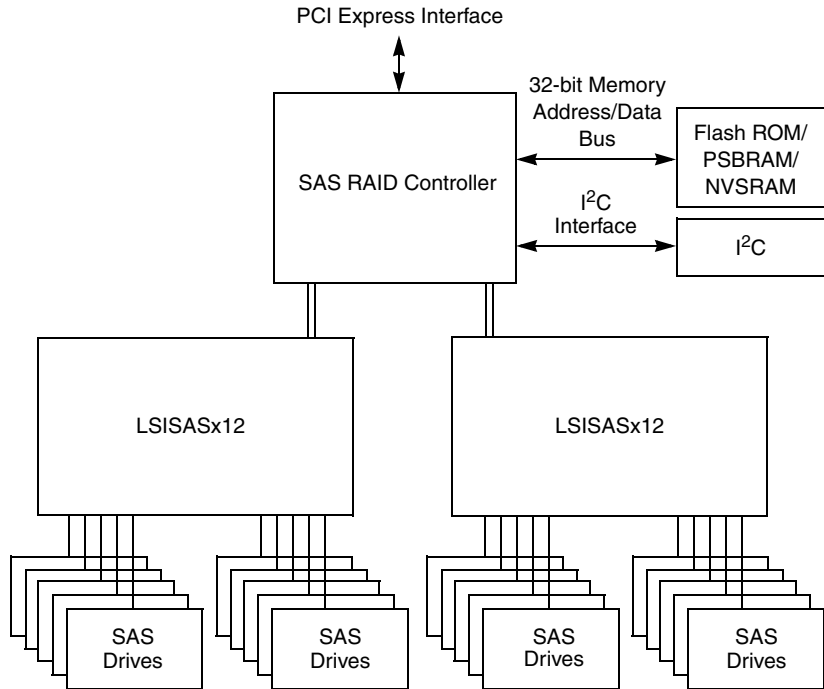 PCI Express Interface
32-bit Memory
Address/Data
Bus
Flash ROM/
PSBRAM/
NVSRAM
SAS RAID Controller
I²C
Interface
I²C
LSISASx12
LSISASx12
SAS
Drives
SAS
Drives
SAS
Drives
SAS
Drives